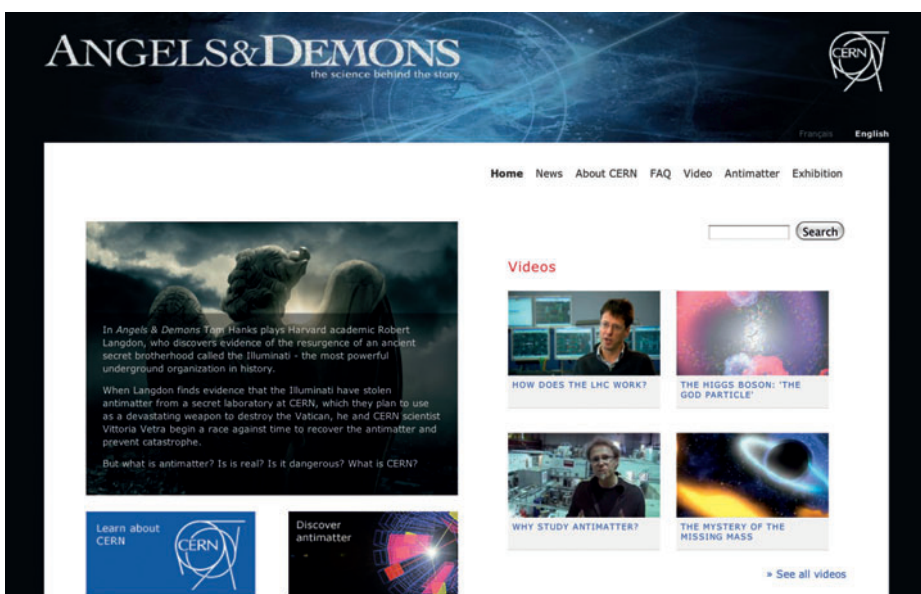 ANGELS&DEMONS
the science behind the story
CERN
Français English
Home News About CERN FAQ Video Antimatter Exhibition
Search
In Angels & Demons Tom Hanks plays Harvard academic Robert
Langdon, who discovers evidence of the resurgence of an ancient
secret brotherhood called the Illuminati - the most powerful
underground organization in history.
When Langdon finds evidence that the Illuminati have stolen
antimatter from a secret laboratory at CERN, which they plan to use
as a devastating weapon to destroy the Vatican, he and CERN scientist
Vittoria Vetra begin a race against time to recover the antimatter and
prevent catastrophe.
But what is antimatter? Is is real? Is it dangerous? What is CERN?
Learn about
CERN
CERN
Discover
antimatter
Videos
HOW DOES THE LHC WORK?
THE HIGGS BOSON: 'THE
GOD PARTICLE'
WHY STUDY ANTIMATTER?
THE MYSTERY OF THE
MISSING MASS
» See all videos